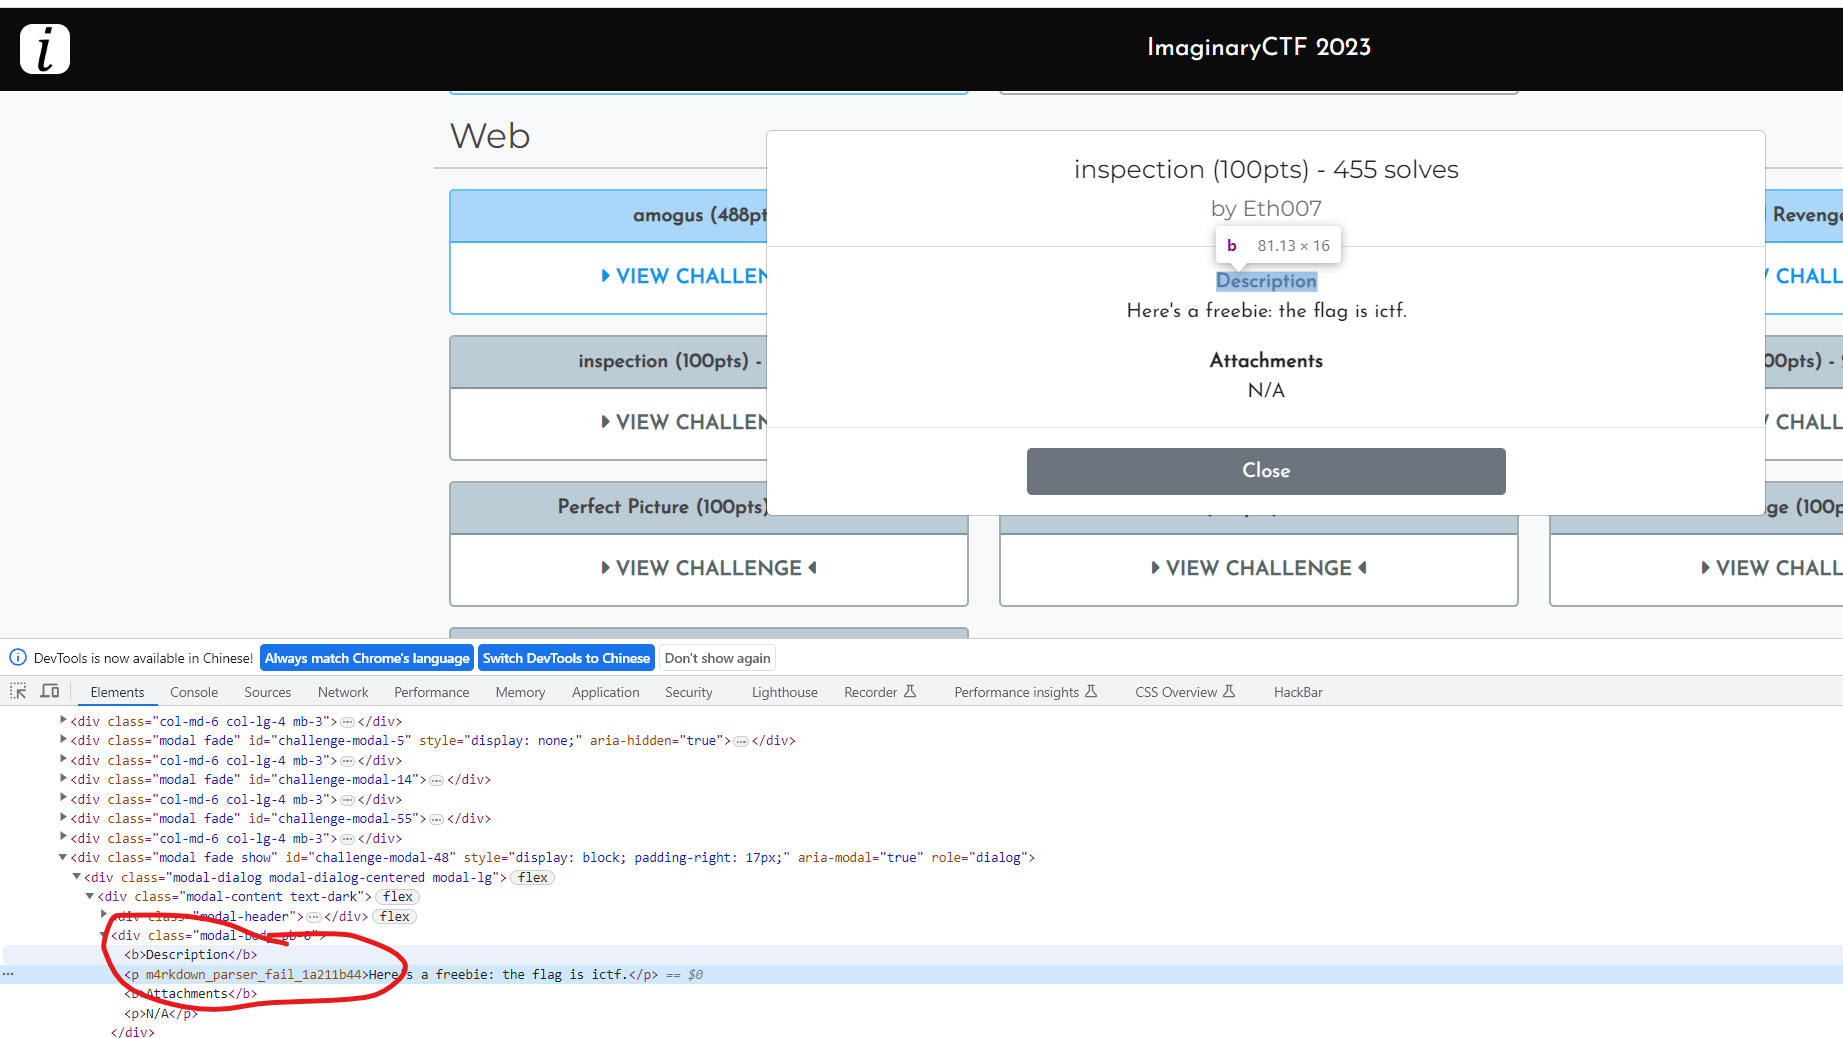 i
ImaginaryCTF 2023
Web
inspection (100pts) - 455 solves
by Eth007
b 81.13 × 16
Description
Here's a freebie: the flag is ictf.
Attachments
N/A
Close
amogus (488pt
VIEW CHALLEN
Revenge
CHALL
inspection (100pts) -
VIEW CHALLEN
00pts) -
CHALL
Perfect Picture (100pts)
VIEW CHALLENGE
VIEW CHALLENGE
ge (100p
VIEW CHALL
DevTools is now available in Chinese! Always match Chrome's language Switch DevTools to Chinese Don't show again
Elements Console Sources Network Performance Memory Application Security Lighthouse Recorder Performance insights CSS Overview HackBar
<div class="col-md-6 col-lg-4 mb-3">…</div>
<div class="modal fade" id="challenge-modal-5" style="display: none;" aria-hidden="true">…</div>
<div class="col-md-6 col-lg-4 mb-3">…</div>
<div class="modal fade" id="challenge-modal-14">…</div>
<div class="col-md-6 col-lg-4 mb-3">…</div>
<div class="modal fade" id="challenge-modal-55">…</div>
<div class="col-md-6 col-lg-4 mb-3">…</div>
<div class="modal fade show" id="challenge-modal-48" style="display: block; padding-right: 17px;" aria-modal="true" role="dialog">
<div class="modal-dialog modal-dialog-centered modal-lg"> flex
<div class="modal-content text-dark"> flex
<div class="modal-header">…</div> flex
<div class="modal-body pb-0">
<b>Description</b>
<p m4rkdown_parser_fail_1a211b44>Here's a freebie: the flag is ictf.</p> == $0
<b>Attachments</b>
<p>N/A</p>
</div>